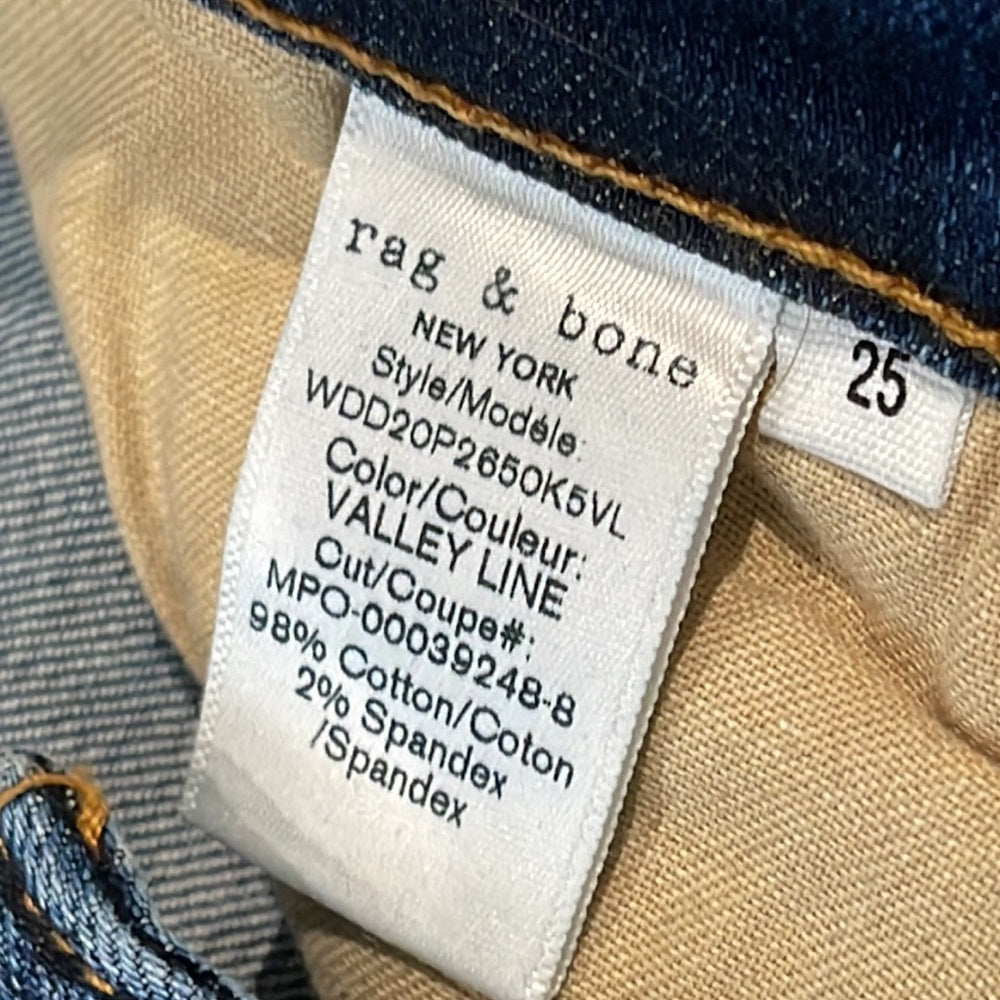 rag & bone
NEW YORK
Style/Modéle:
WDD20P2650K5VL
Color/Couleur:
VALLEY LINE
Cut/Coupe#:
MPO-00039248-8
98% Cotton/Coton
2% Spandex
/Spandex
25